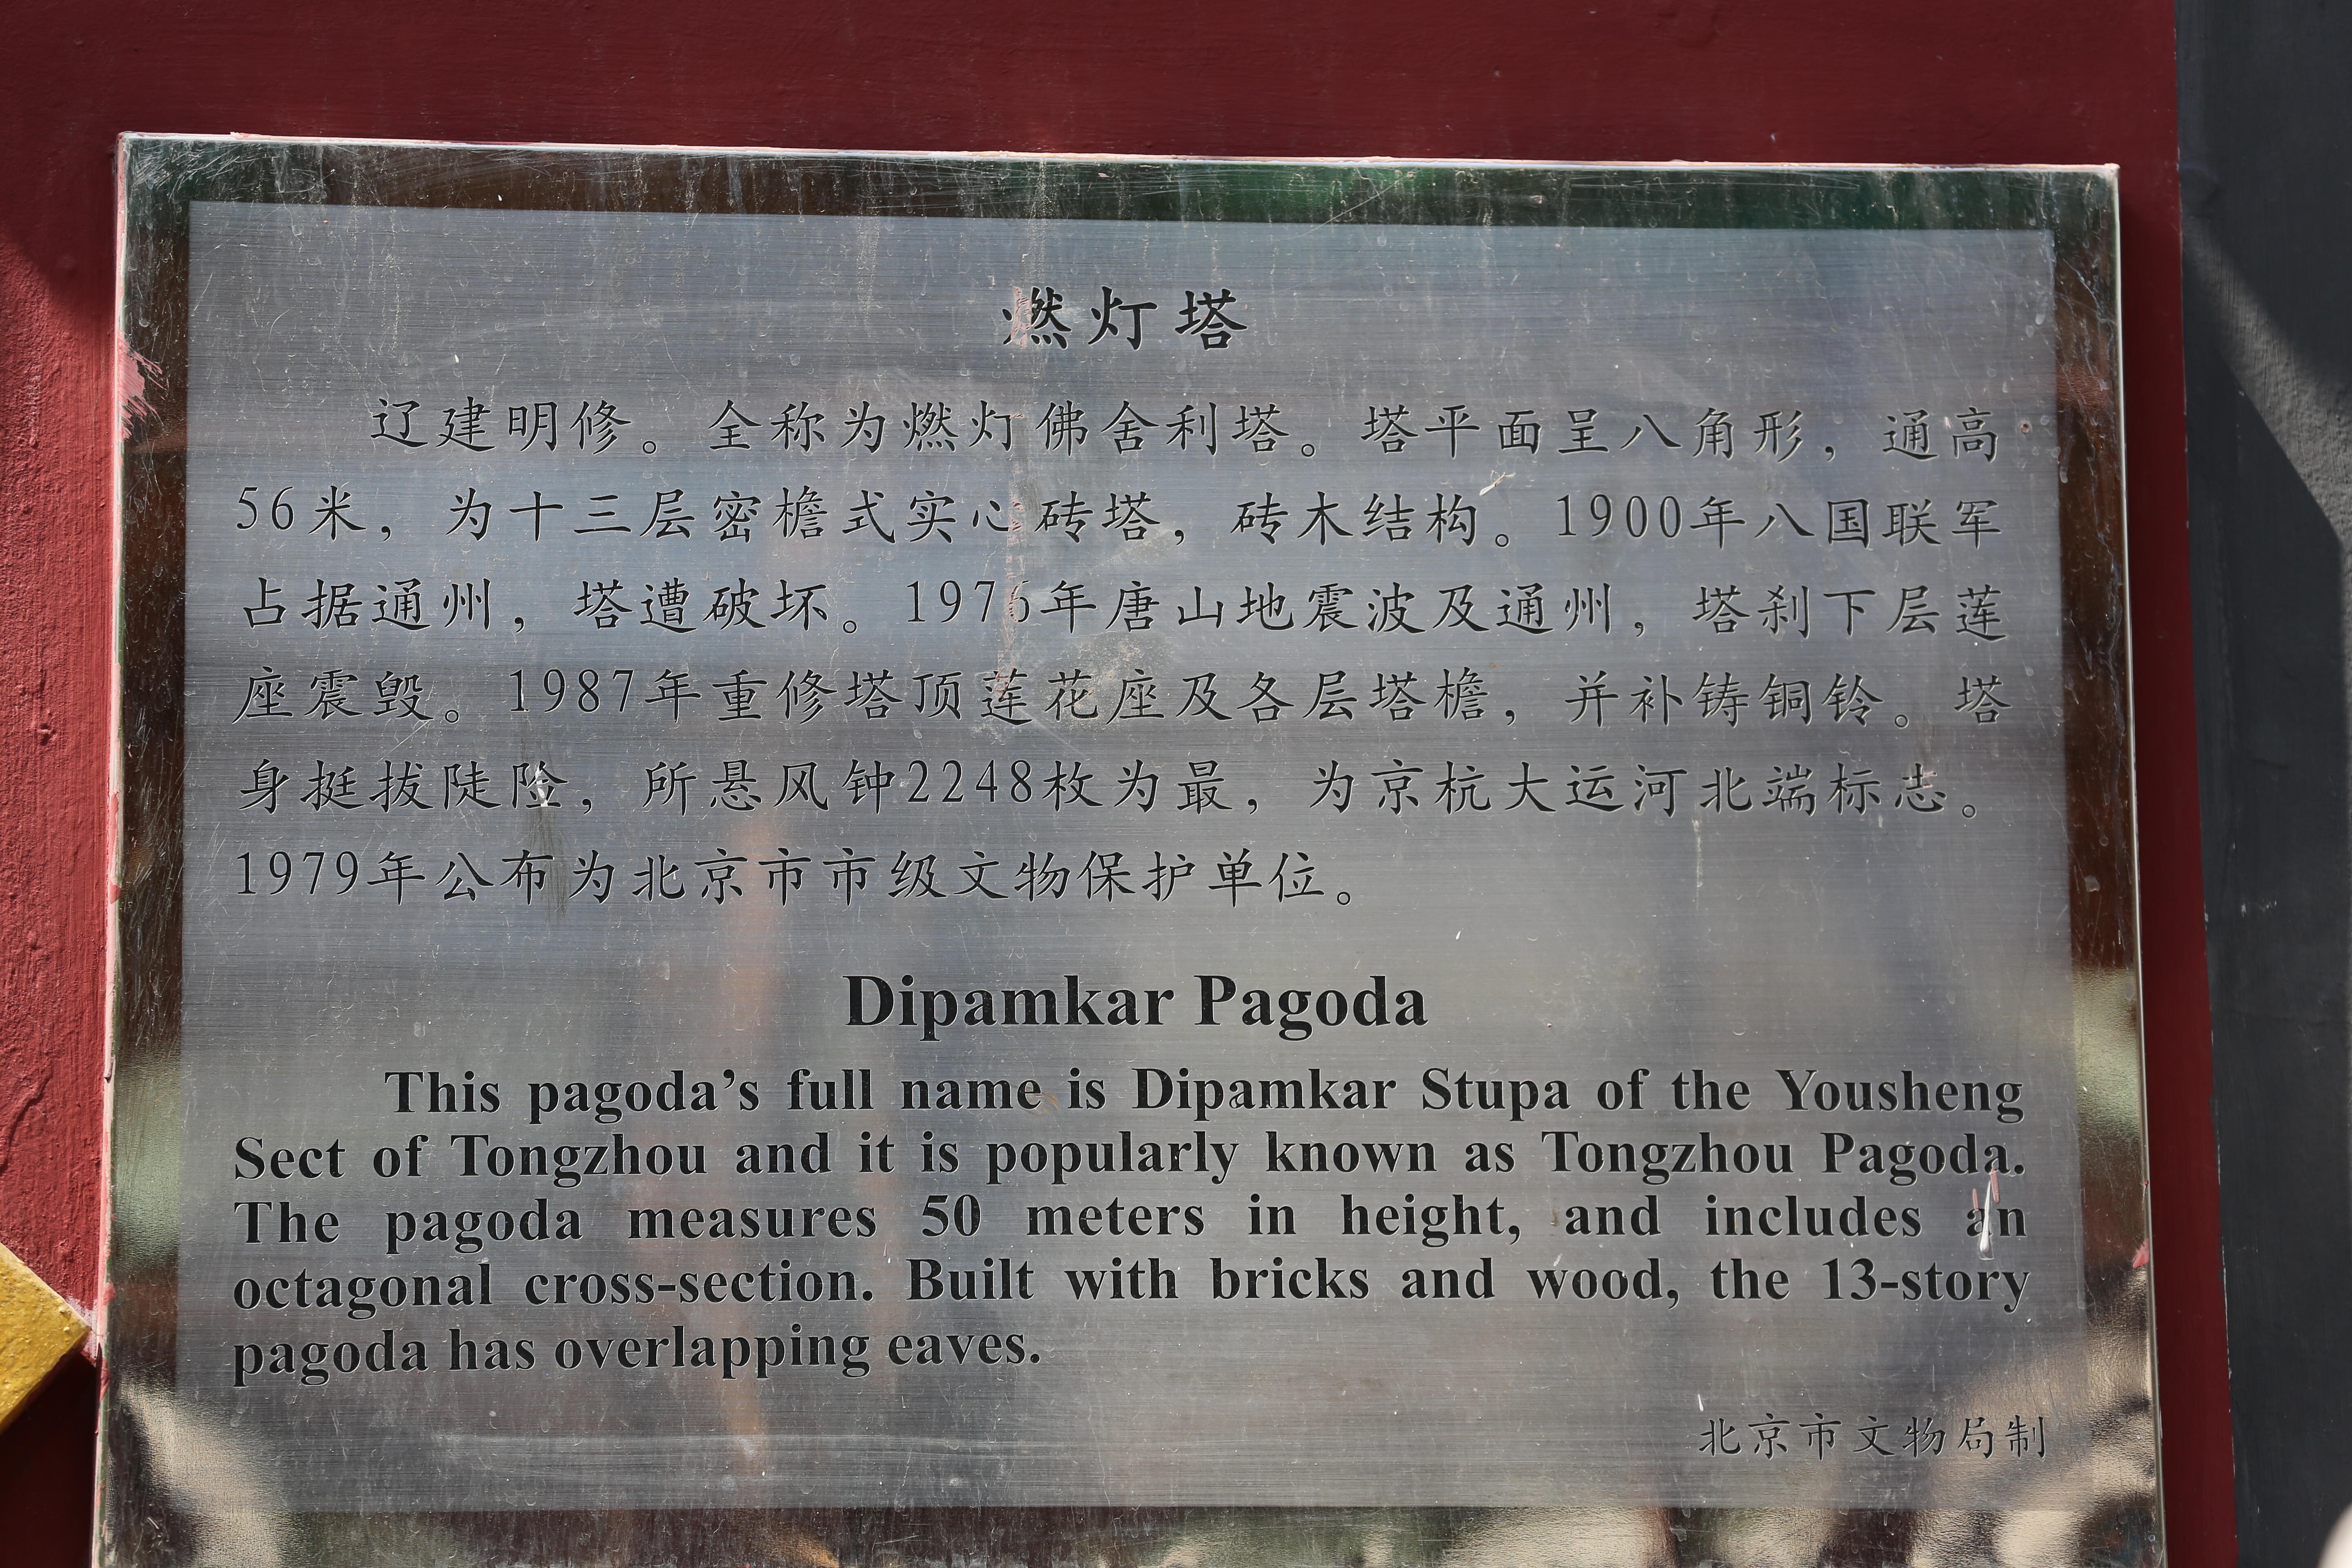 燃灯塔
辽建明修。全称为燃灯佛舍利塔。塔平面呈八角形，通高
56米，为十三层密檐式实心砖塔，砖木结构。1900年八国联军
占据通州，塔遭破坏。1976年唐山地震波及通州，塔刹下层莲
座震毁。1987年重修塔顶莲花座及各层塔檐，并补铸铜铃。塔
身挺拔陡险，所悬风钟2248枚为最，为京杭大运河北端标志。
1979年公布为北京市市级文物保护单位。
Dipamkar Pagoda
This pagoda’s full name is Dipamkar Stupa of the Yousheng
Sect of Tongzhou and it is popularly known as Tongzhou Pagoda.
The pagoda measures 50 meters in height, and includes an
octagonal cross-section. Built with bricks and wood, the 13-story
pagoda has overlapping eaves.
北京市文物局制